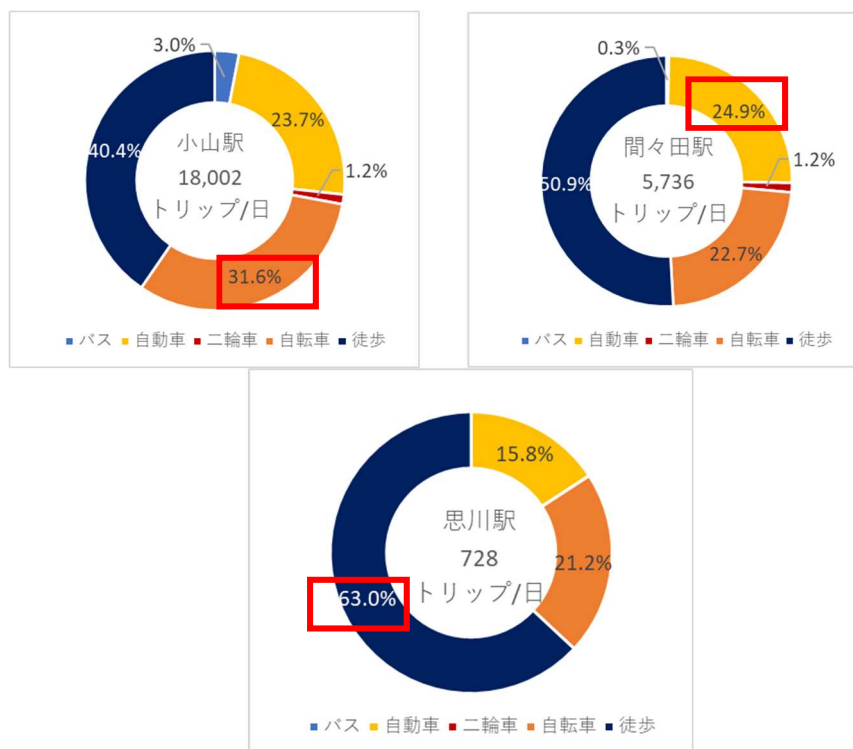 3.0%
23.7%
1.2%
31.6%
40.4%
小山駅
18,002
トリップ/日
バス 自動車 二輪車 自転車 徒歩
0.3%
24.9%
1.2%
22.7%
50.9%
間々田駅
5,736
トリップ/日
バス 自動車 二輪車 自転車 徒歩
15.8%
21.2%
63.0%
思川駅
728
トリップ/日
バス 自動車 二輪車 自転車 徒歩